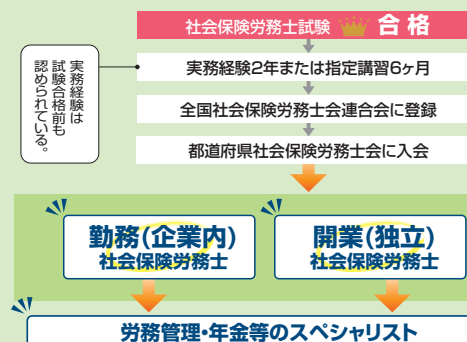 社会保険労務士試験 合格
実務経験2年または指定講習6ヶ月
実務経験は
試験合格前も
認められている。
全国社会保険労務士会連合会に登録
都道府県社会保険労務士会に入会
勤務(企業内)
社会保険労務士
開業(独立)
社会保険労務士
労務管理・年金等のスペシャリスト